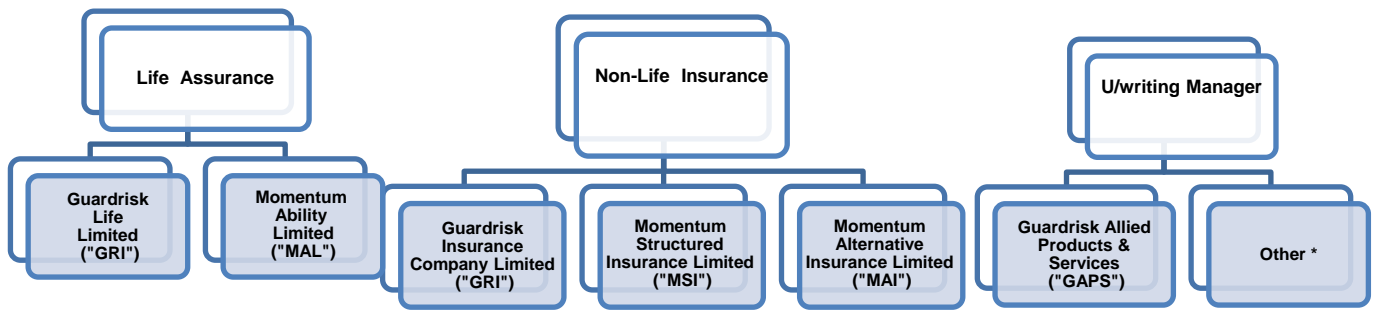 Life Assurance
Non-Life Insurance
U/writing Manager
Guardrisk
Life
Limited
("GRI")
Momentum
Ability
Limited
("MAL")
Guardrisk
Insurance
Company Limited
("GRI")
Momentum
Structured
Insurance Limited
("MSI")
Momentum
Alternative
Insurance Limited
("MAI")
Guardrisk Allied
Products &
Services
("GAPS")
Other *